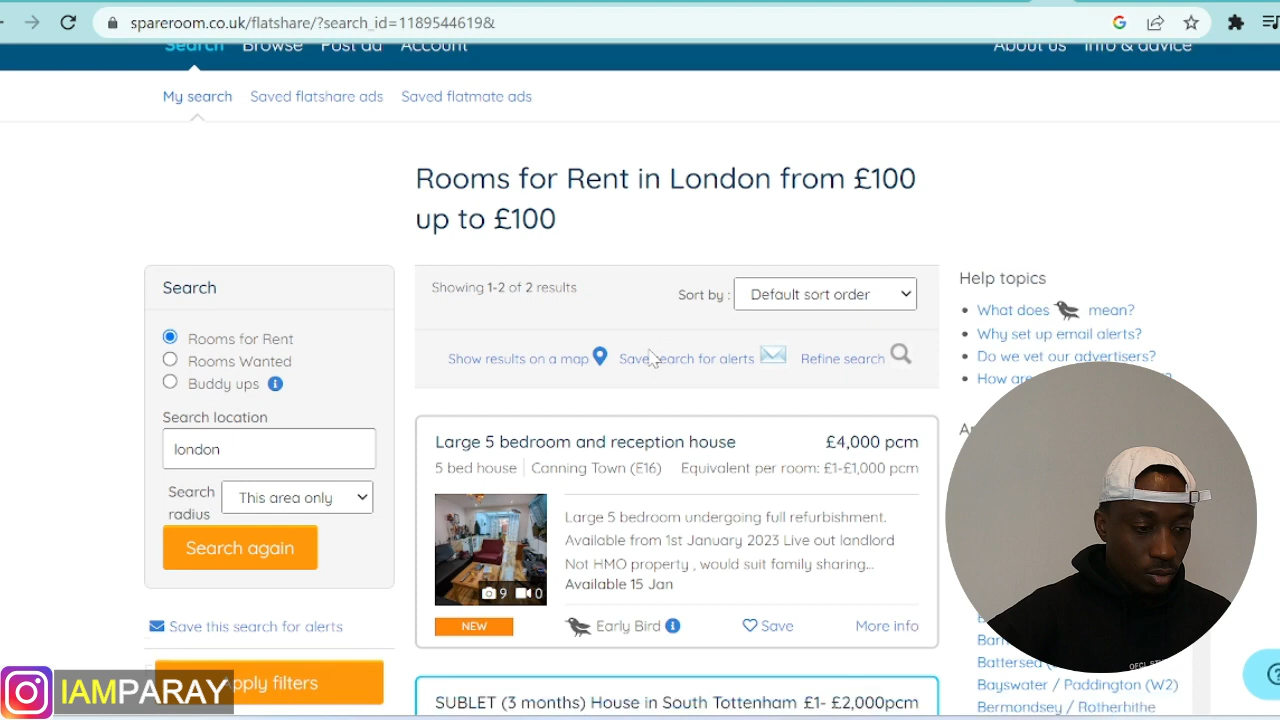 spareroom.co.uk/flatshare/?search_id=1189544619&
Search Browse Post ad Account About us Info & advice
My search Saved flatshare ads Saved flatmate ads
Rooms for Rent in London from £100
up to £100
Search
Rooms for Rent
Rooms Wanted
Buddy ups
Search location
london
Search
radius
This area only
Search again
Save this search for alerts
Apply filters
Showing 1-2 of 2 results
Sort by :
Default sort order
Show results on a map
Save search for alerts
Refine search
Large 5 bedroom and reception house £4,000 pcm
5 bed house Canning Town (E16) Equivalent per room: £1-£1,000 pcm
Large 5 bedroom undergoing full refurbishment.
Available from 1st January 2023 Live out landlord
Not HMO property , would suit family sharing...
Available 15 Jan
9 0
NEW
Early Bird
Save
More info
SUBLET (3 months) House in South Tottenham £1- £2,000pcm
Help topics
What does mean?
Why set up email alerts?
Do we vet our advertisers?
How are
Battersea
Bayswater / Paddington (W2)
Bermondsey / Rotherhithe
IAMPARAY